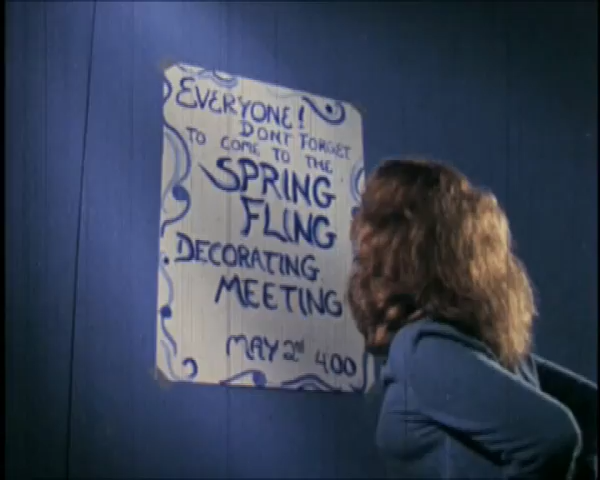 EVERYONE!
DONT FORGET
TO COME TO THE
SPRING
FLING
DECORATING
MEETING
MAY 2nd 4:00